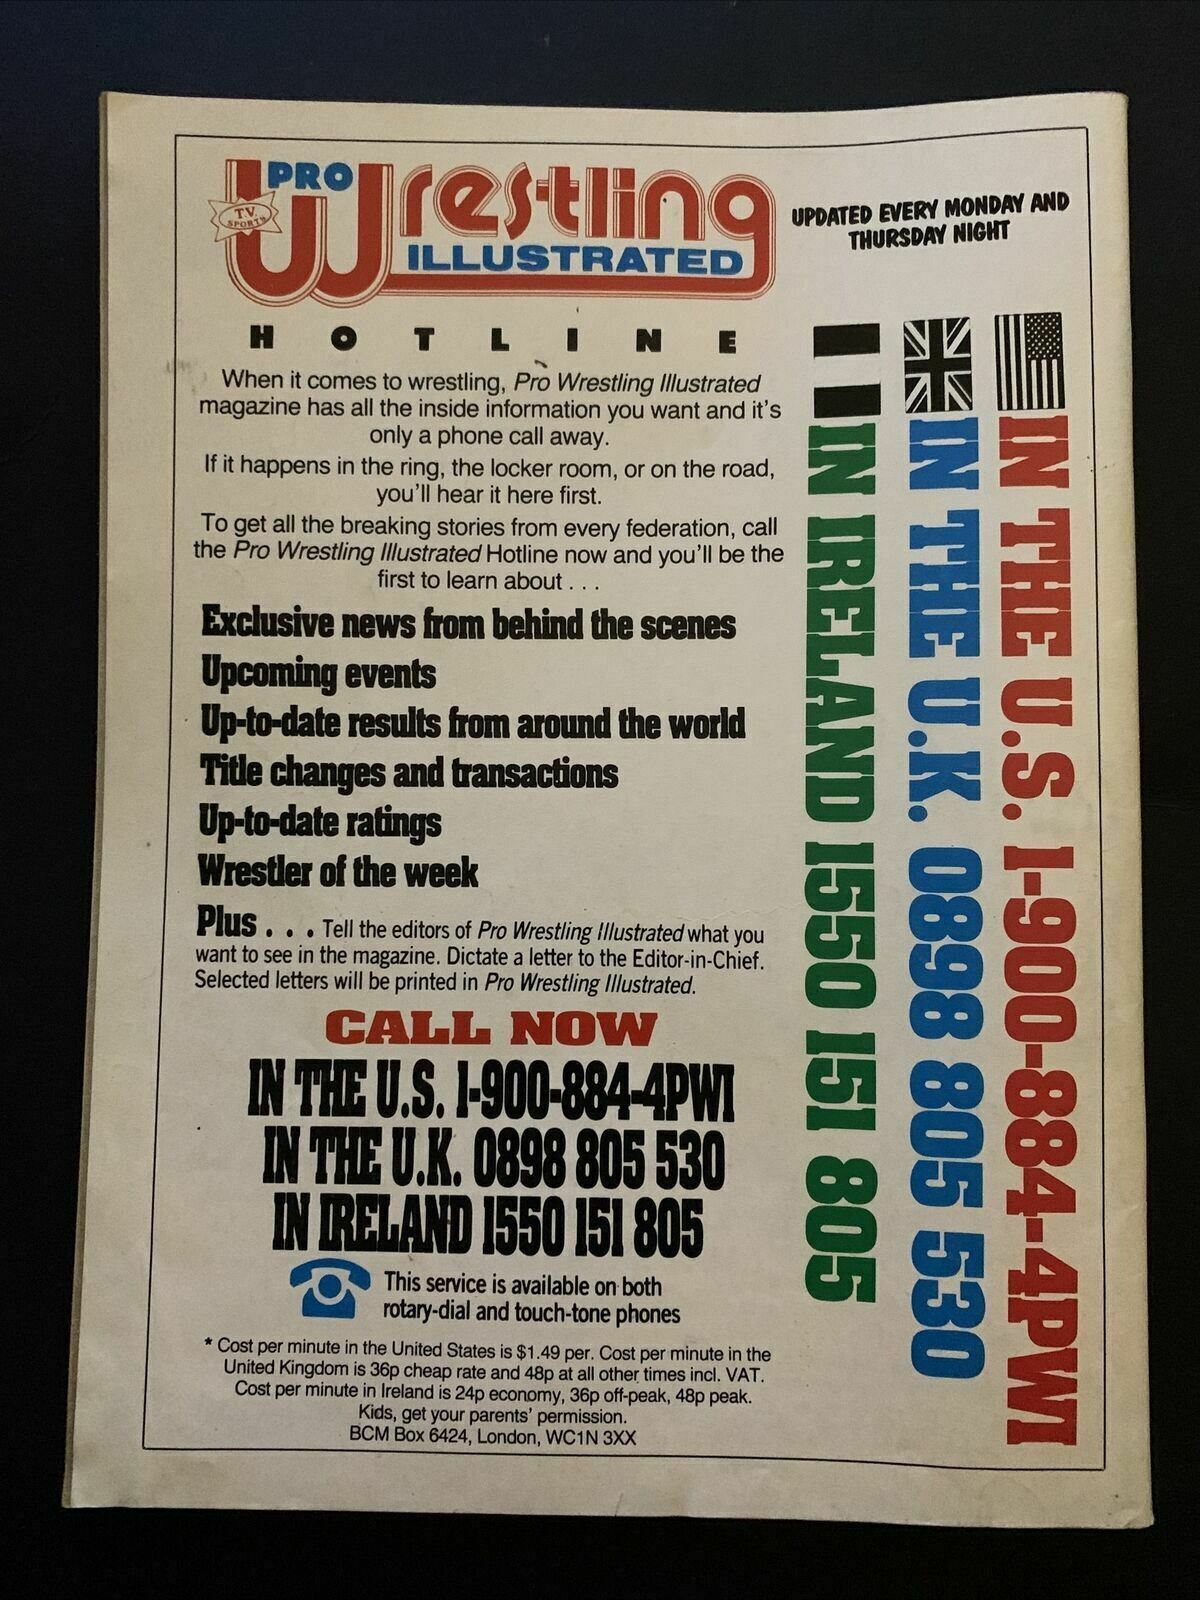 PRO
Wrestling
T.V.
SPORTS
ILLUSTRATED
UPDATED EVERY MONDAY AND
THURSDAY NIGHT
HOTLINE
When it comes to wrestling, Pro Wrestling Illustrated
magazine has all the inside information you want and it's
only a phone call away.
If it happens in the ring, the locker room, or on the road,
you'll hear it here first.
To get all the breaking stories from every federation, call
the Pro Wrestling Illustrated Hotline now and you'll be the
first to learn about . . .
Exclusive news from behind the scenes
Upcoming events
Up-to-date results from around the world
Title changes and transactions
Up-to-date ratings
Wrestler of the week
Plus . . . Tell the editors of Pro Wrestling Illustrated what you
want to see in the magazine. Dictate a letter to the Editor-in-Chief.
Selected letters will be printed in Pro Wrestling Illustrated.
CALL NOW
IN THE U.S. 1-900-884-4PWI
IN THE U.K. 0898 805 530
IN IRELAND 1550 151 805
This service is available on both
rotary-dial and touch-tone phones
* Cost per minute in the United States is $1.49 per. Cost per minute in the
United Kingdom is 36p cheap rate and 48p at all other times incl. VAT.
Cost per minute in Ireland is 24p economy, 36p off-peak, 48p peak.
Kids, get your parents' permission.
BCM Box 6424, London, WC1N 3XX
IN THE U.S. 1-900-884-4PWI
IN THE U.K. 0898 805 530
IN IRELAND 1550 151 805